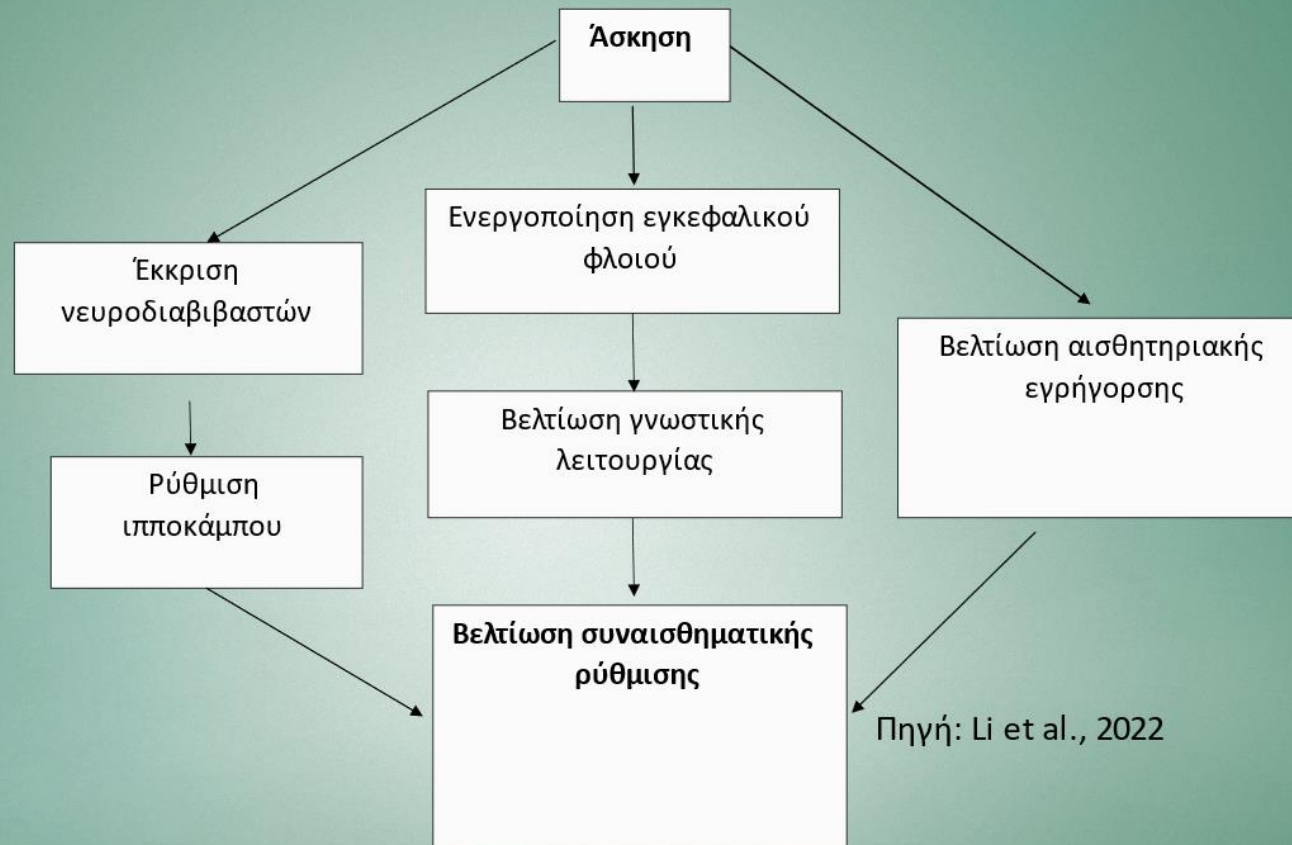 Άσκηση
Ενεργοποίηση εγκεφαλικού
φλοιού
Έκκριση
νευροδιαβιβαστών
Βελτίωση αισθητηριακής
εγρήγορσης
Βελτίωση γνωστικής
λειτουργίας
Ρύθμιση
ιπποκάμπου
Βελτίωση συναισθηματικής
ρύθμισης
Πηγή: Li et al., 2022